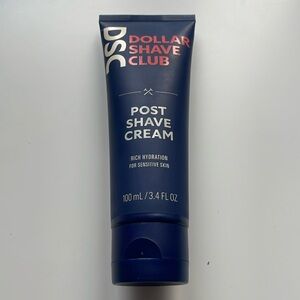 DSC
DOLLAR
SHAVE
CLUB
POST
SHAVE
CREAM
RICH HYDRATION
FOR SENSITIVE SKIN
100 mL / 3.4 FL OZ